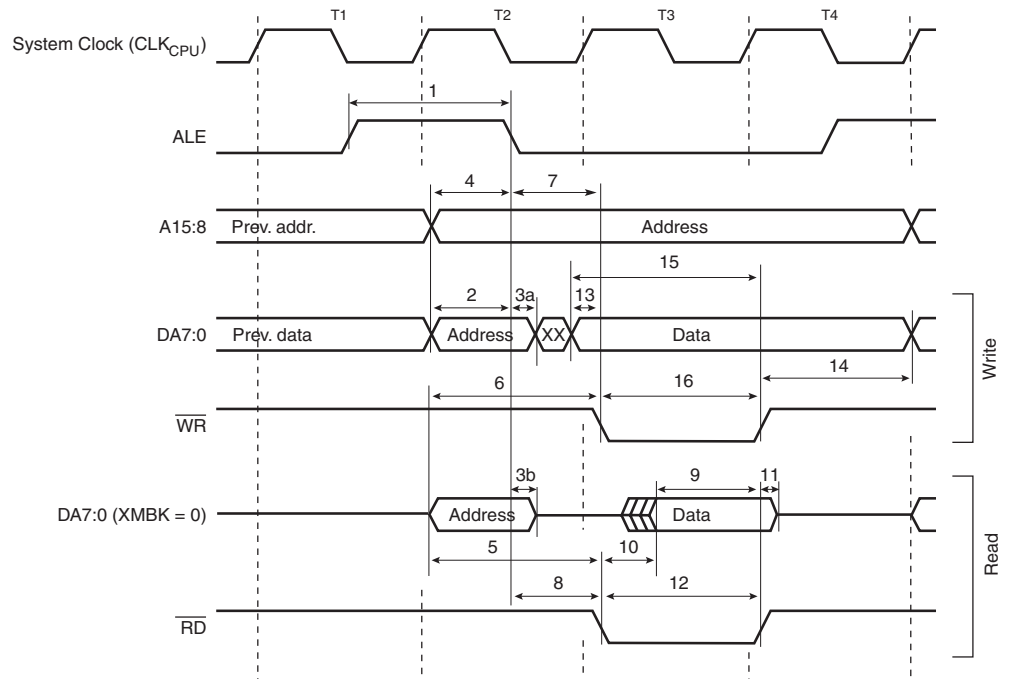 T1 T2 T3 T4
System Clock (CLKCPU)
1
ALE
4 7
A15:8 Prev. addr. Address
15
2 3a 13
DA7:0 Prev. data Address XX Data
14
6 16
WR
Write
3b 9 11
DA7:0 (XMBK = 0) Address Data
5 10
8 12
RD
Read